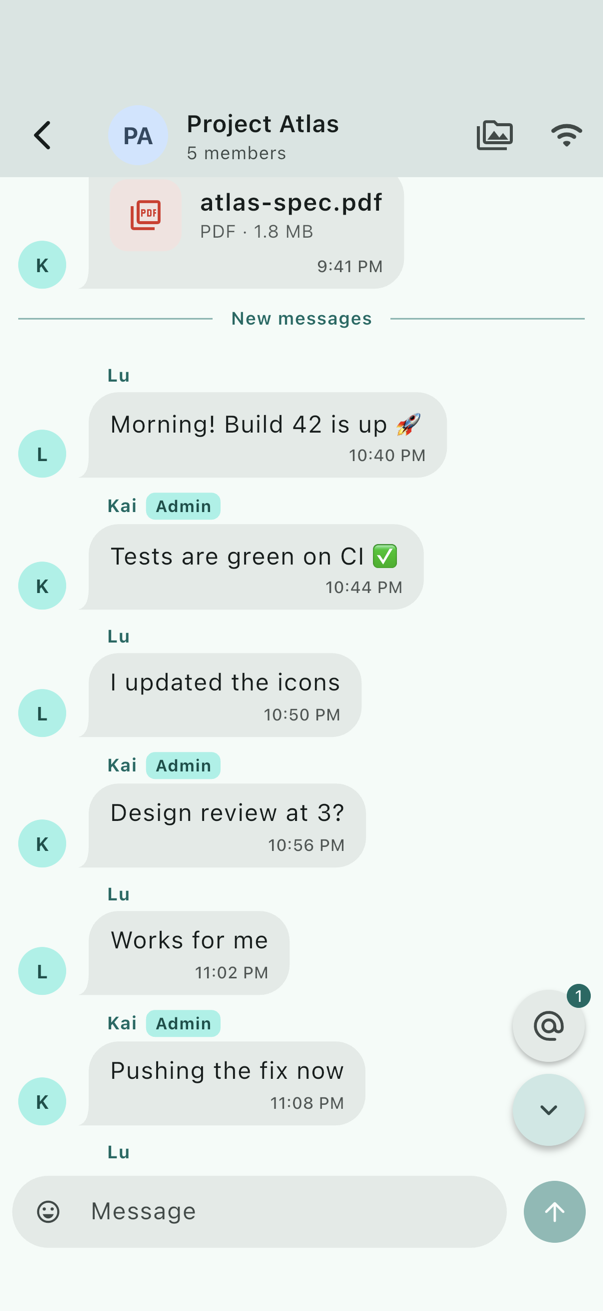 PA
Project Atlas
5 members
PDF
atlas-spec.pdf
PDF · 1.8 MB
9:41 PM
K
New messages
Lu
Morning! Build 42 is up 🚀
10:40 PM
L
Kai Admin
Tests are green on CI ✅
10:44 PM
K
Lu
I updated the icons
10:50 PM
L
Kai Admin
Design review at 3?
10:56 PM
K
Lu
Works for me
11:02 PM
L
1
@
Kai Admin
Pushing the fix now
11:08 PM
K
Lu
Message